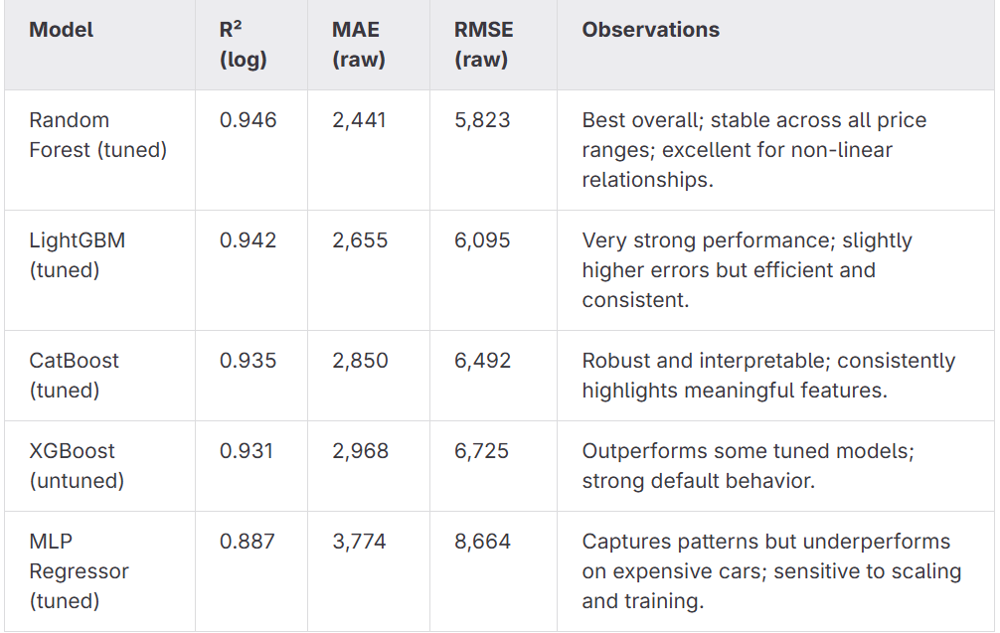 Model R² MAE RMSE Observations
(log) (raw) (raw)
Random 0.946 2,441 5,823 Best overall; stable across all price
Forest (tuned) ranges; excellent for non-linear
relationships.
LightGBM 0.942 2,655 6,095 Very strong performance; slightly
(tuned) higher errors but efficient and
consistent.
CatBoost 0.935 2,850 6,492 Robust and interpretable; consistently
(tuned) highlights meaningful features.
XGBoost 0.931 2,968 6,725 Outperforms some tuned models;
(untuned) strong default behavior.
MLP 0.887 3,774 8,664 Captures patterns but underperforms
Regressor on expensive cars; sensitive to scaling
(tuned) and training.